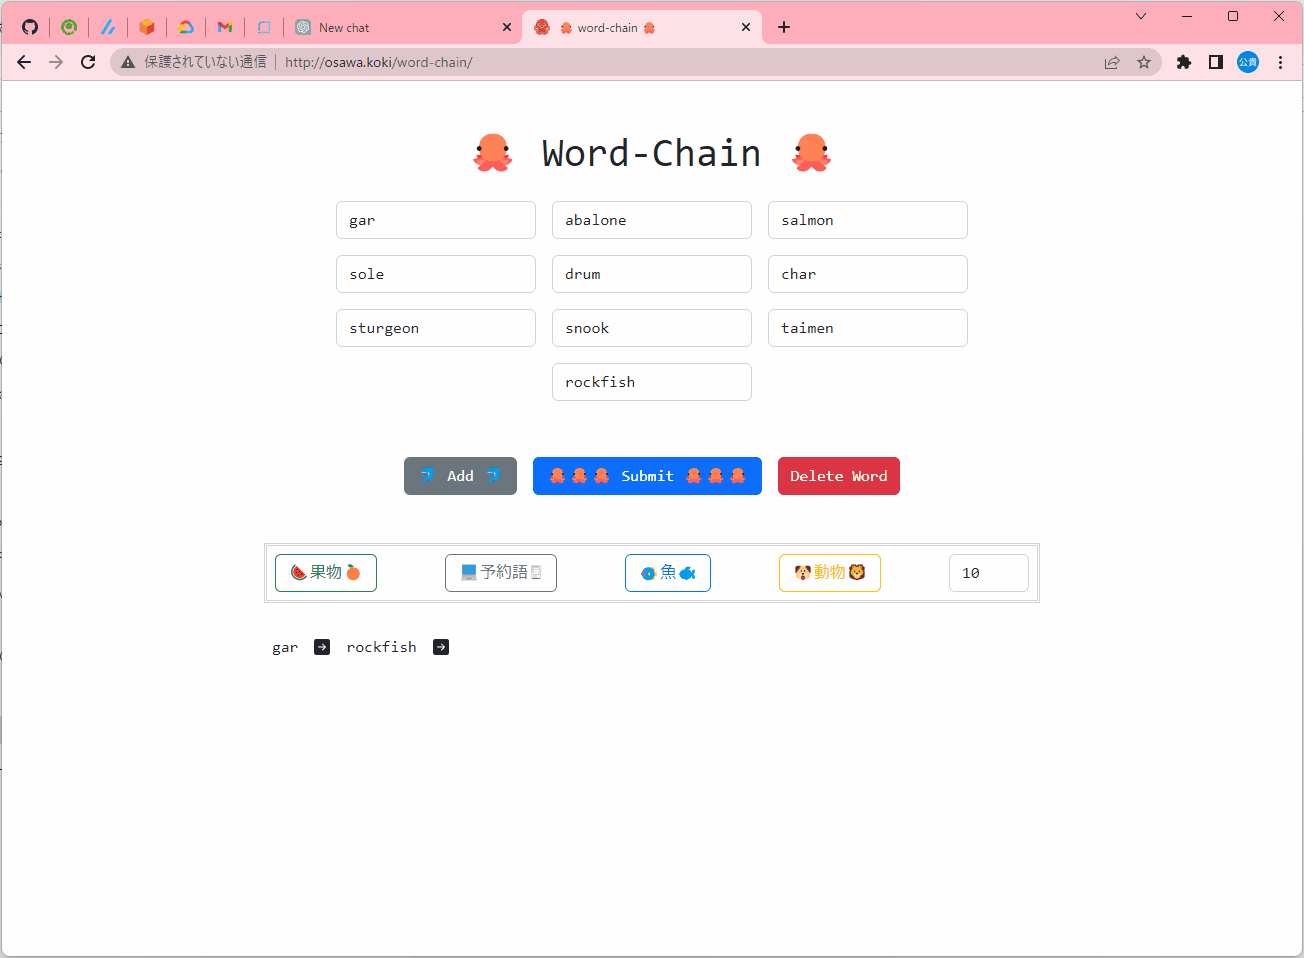 New chat
word-chain
保護されていない通信 http://osawa.koki/word-chain/
公貴
Word-Chain
gar abalone salmon
sole drum char
sturgeon snook taimen
rockfish
Add Submit Delete Word
果物 予約語 魚 動物 10
gar rockfish